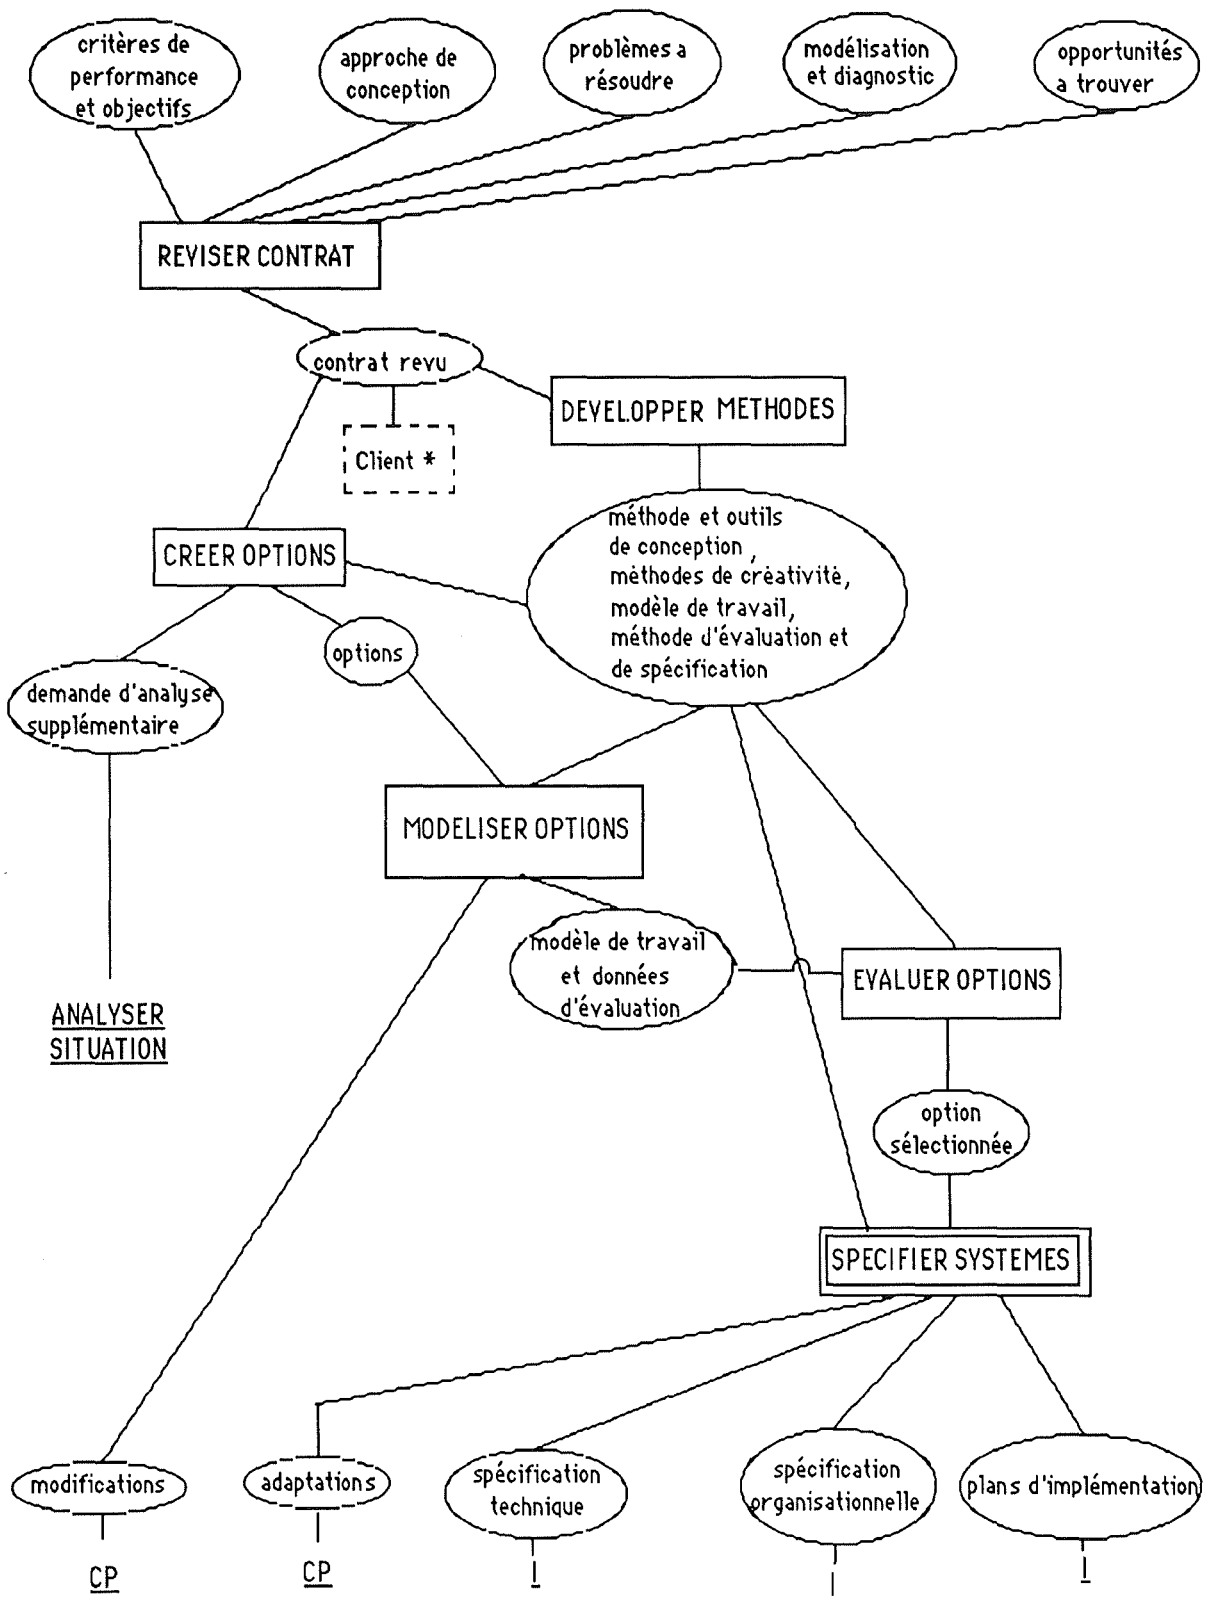 critères de
performance
et objectifs
approche de
conception
problèmes a
résoudre
modélisation
et diagnostic
opportunités
a trouver
REVISER CONTRAT
contrat revu
DEVELOPPER METHODES
Client *
CREER OPTIONS
méthode et outils
de conception ,
méthodes de créativité,
modèle de travail,
méthode d'évaluation et
de spécification
options
demande d'analyse
supplémentaire
MODELISER OPTIONS
modèle de travail
et données
d'évaluation
EVALUER OPTIONS
ANALYSER
SITUATION
option
sélectionnée
SPECIFIER SYSTEMES
modifications
adaptations
spécification
technique
spécification
organisationnelle
plans d'implémentation
CP
CP
I
I
I